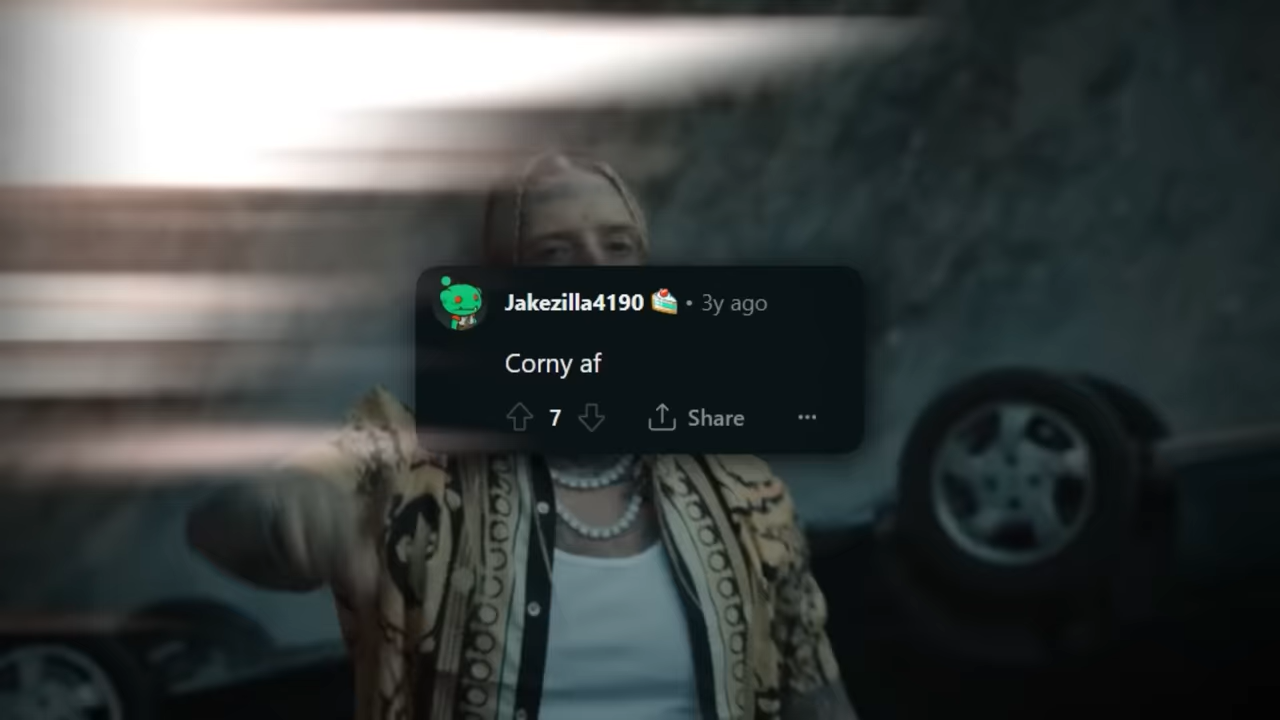 Jakezilla4190 🍰 • 3y ago
Corny af
7 Share ···